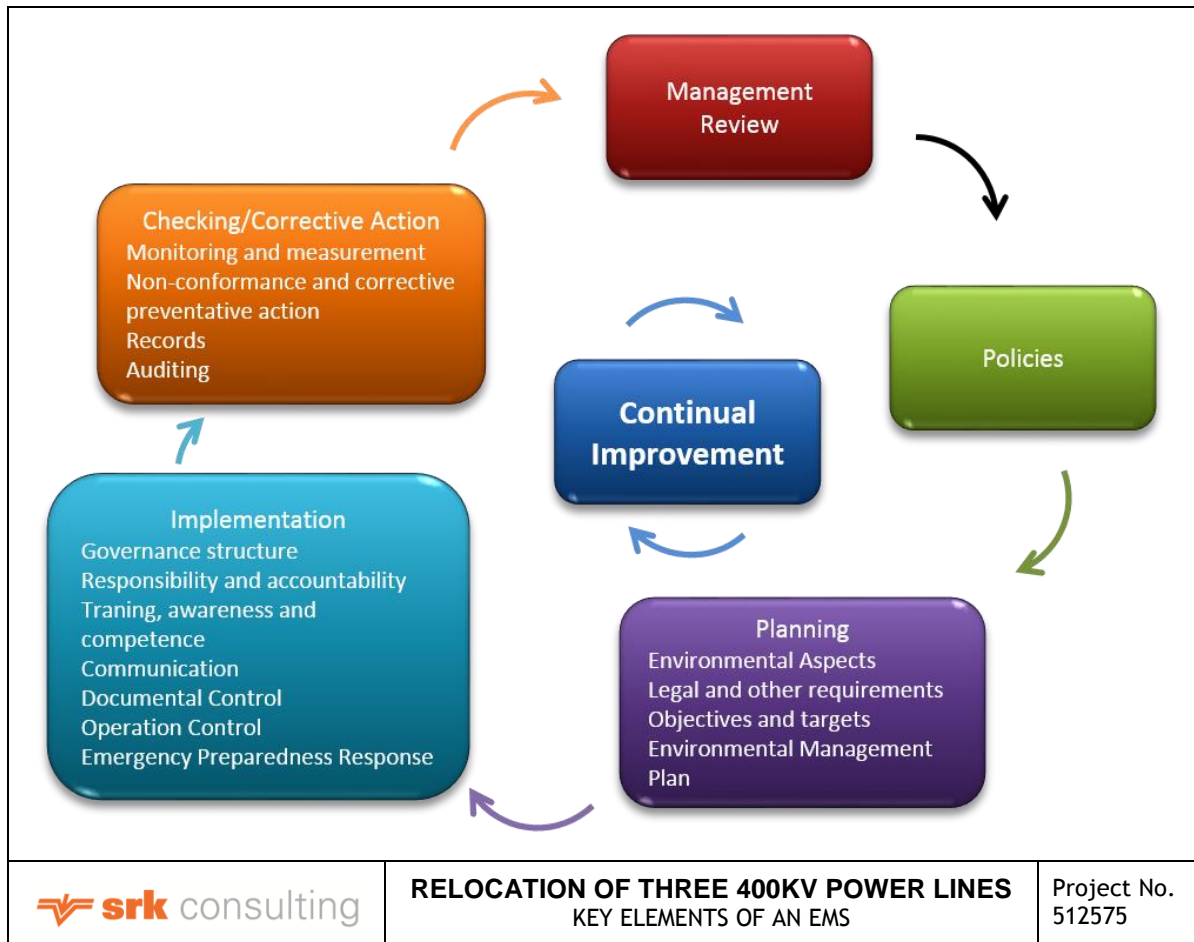 Management
Review
Checking/Corrective Action
Monitoring and measurement
Non-conformance and corrective
preventative action
Records
Auditing
Policies
Continual
Improvement
Implementation
Governance structure
Responsibility and accountability
Traning, awareness and
competence
Communication
Documental Control
Operation Control
Emergency Preparedness Response
Planning
Environmental Aspects
Legal and other requirements
Objectives and targets
Environmental Management
Plan
srk consulting
RELOCATION OF THREE 400KV POWER LINES
KEY ELEMENTS OF AN EMS
Project No.
512575